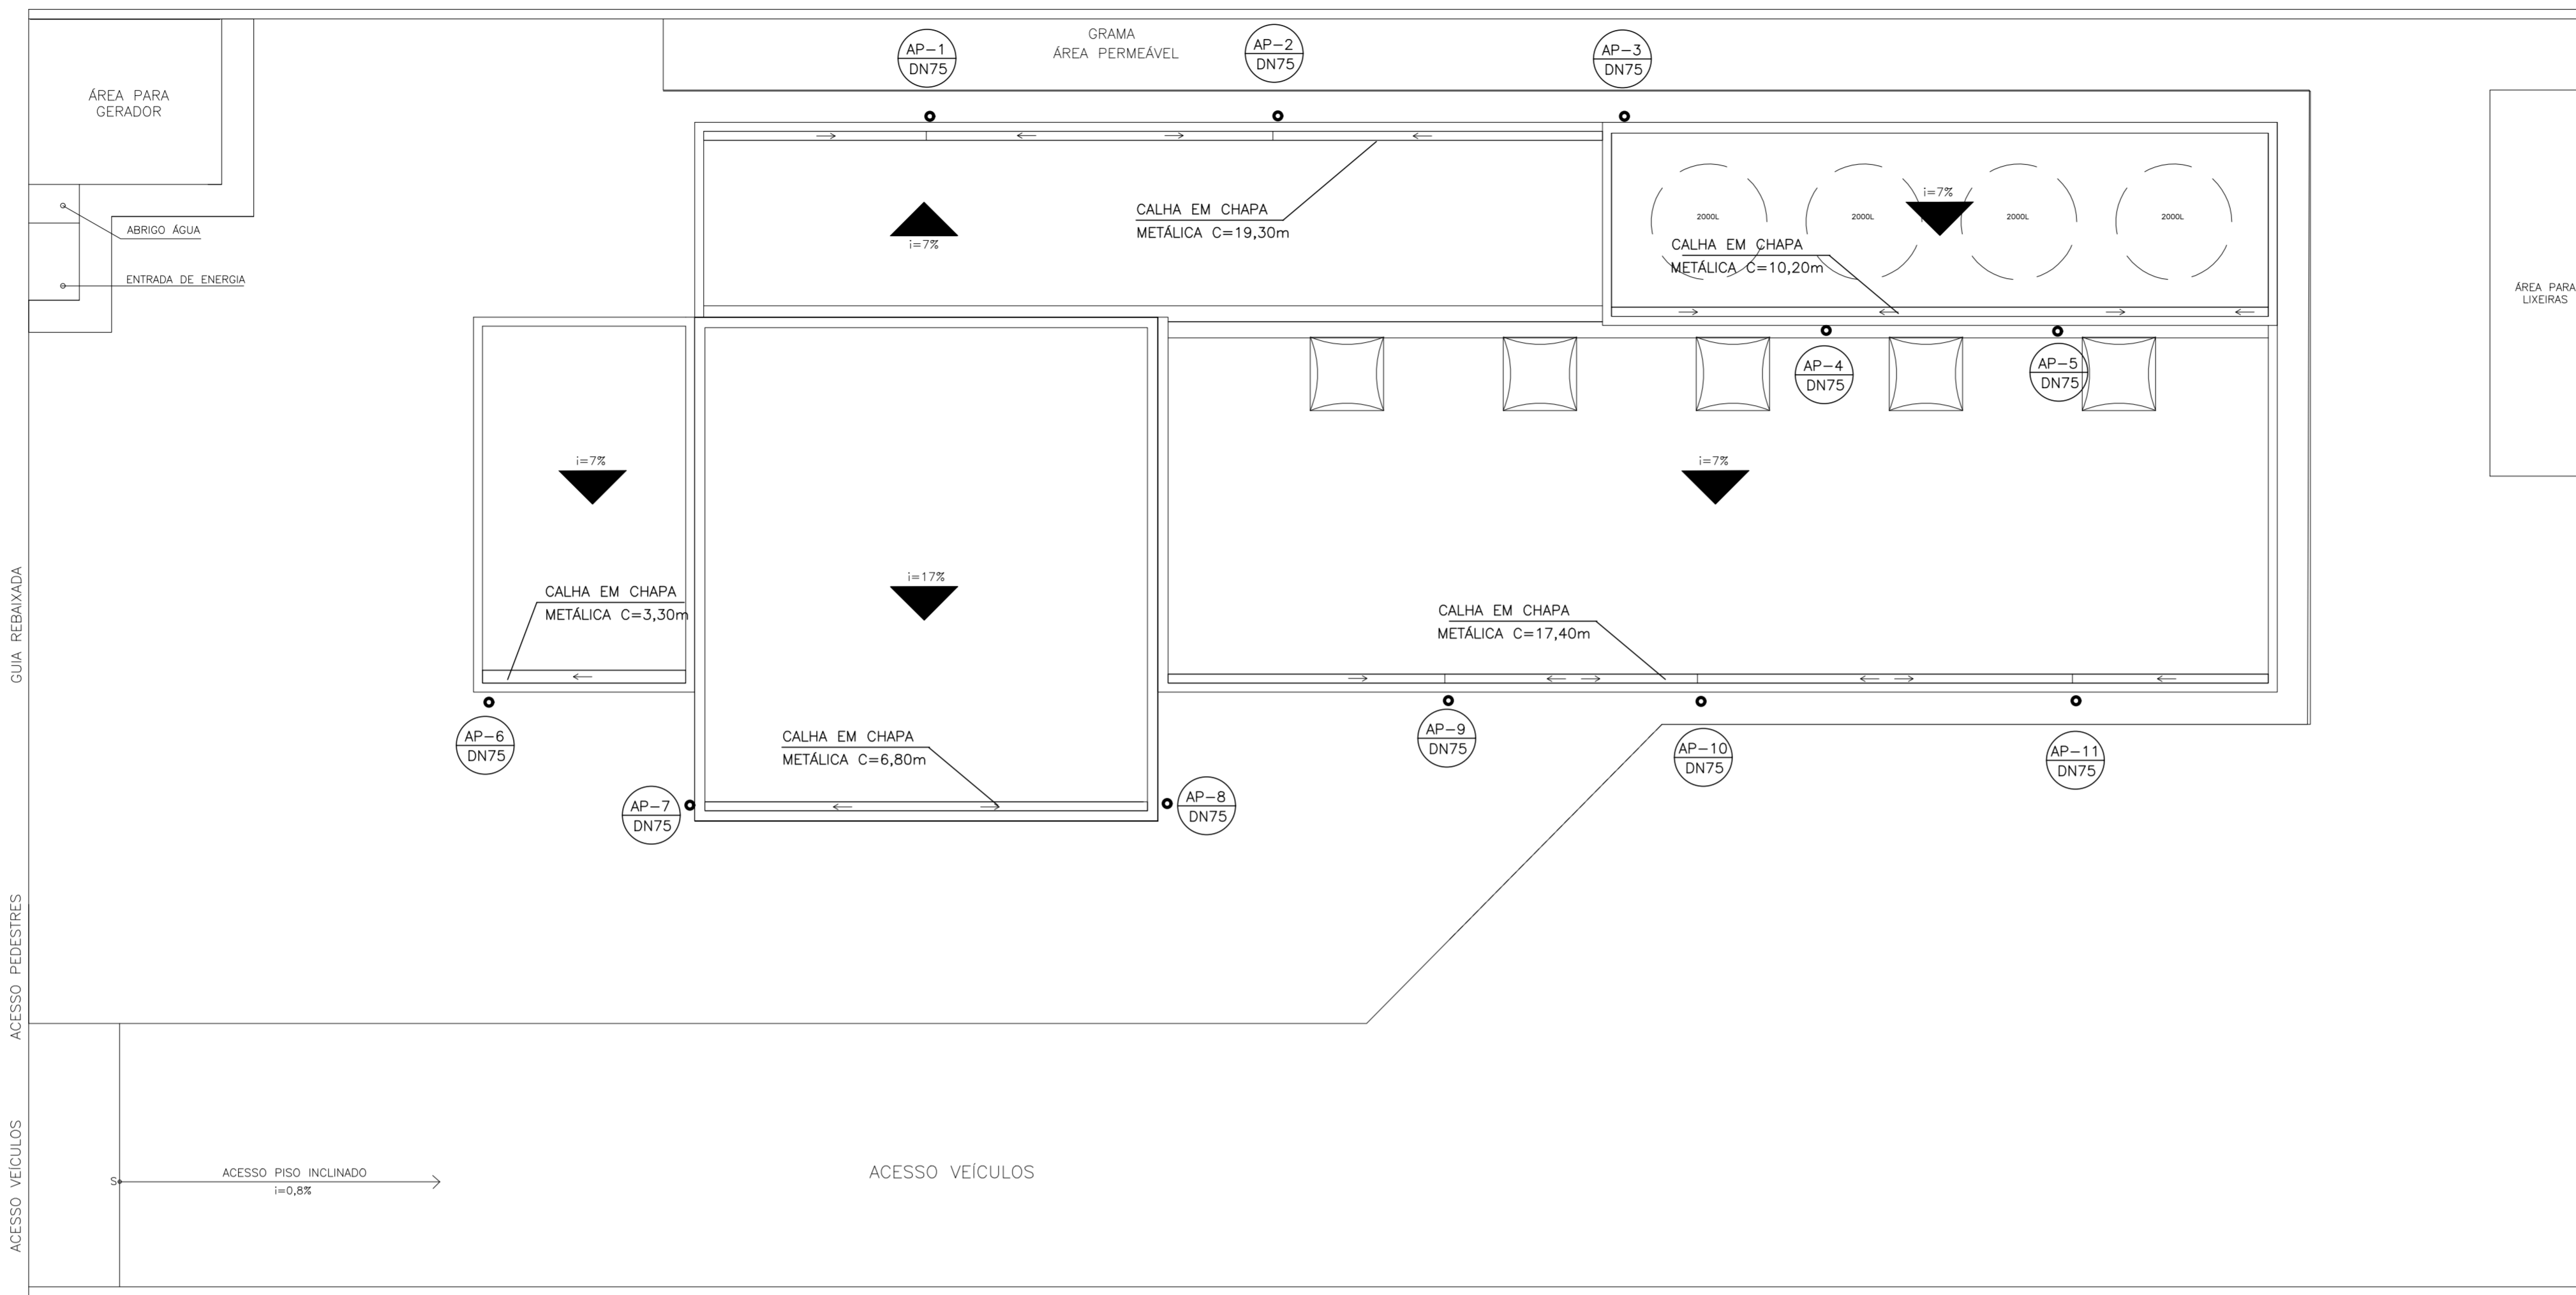 GRAMA
ÁREA PERMEÁVEL
AP-1
DN75
AP-2
DN75
AP-3
DN75
ÁREA PARA
GERADOR
ABRIGO ÁGUA
ENTRADA DE ENERGIA
CALHA EM CHAPA
METÁLICA C=19,30m
i=7%
2000L
2000L
2000L
2000L
i=7%
CALHA EM CHAPA
METÁLICA C=10,20m
ÁREA PARA
LIXEIRAS
AP-4
DN75
AP-5
DN75
i=7%
i=7%
i=17%
CALHA EM CHAPA
METÁLICA C=3,30m
CALHA EM CHAPA
METÁLICA C=17,40m
GUIA REBAIXADA
AP-6
DN75
CALHA EM CHAPA
METÁLICA C=6,80m
AP-7
DN75
AP-8
DN75
AP-9
DN75
AP-10
DN75
AP-11
DN75
ACESSO PEDESTRES
ACESSO VEÍCULOS
S
ACESSO PISO INCLINADO
i=0,8%
ACESSO VEÍCULOS